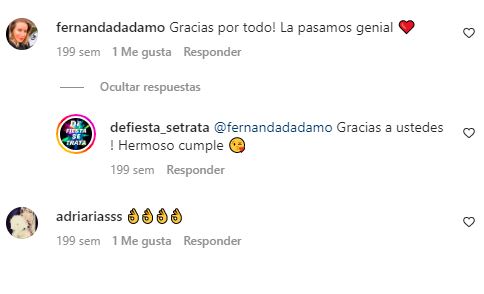 fernandadadamo Gracias por todo! La pasamos genial ❤️
199 sem 1 Me gusta Responder
Ocultar respuestas
DE FIESTA SE TRATA
defiesta_setrata @fernandadadamo Gracias a ustedes
! Hermoso cumple 😘
199 sem Responder
adriariasss 👌👌👌👌
199 sem 1 Me gusta Responder